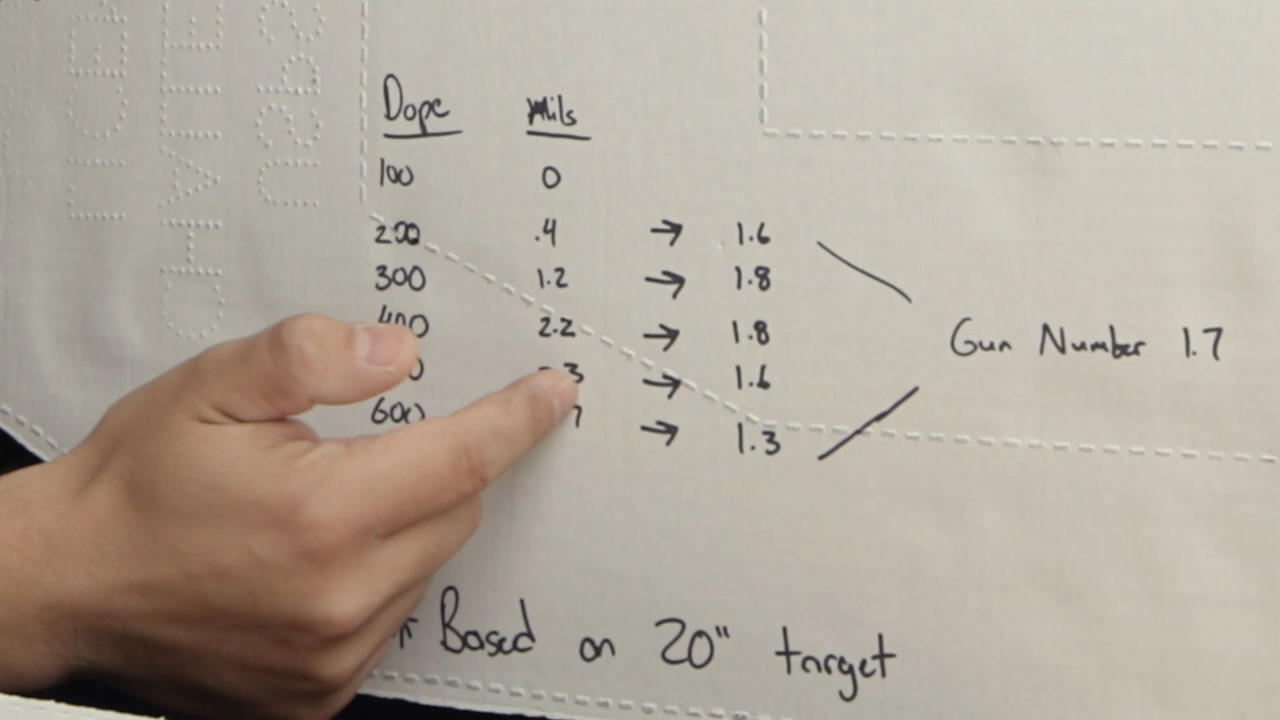 Dope Mils
100 0
200 .4 → 1.6
300 1.2 → 1.8
400 2.2 → 1.8
→ 1.6
600 → 1.3
Gun Number 1.7
Based on 20" target